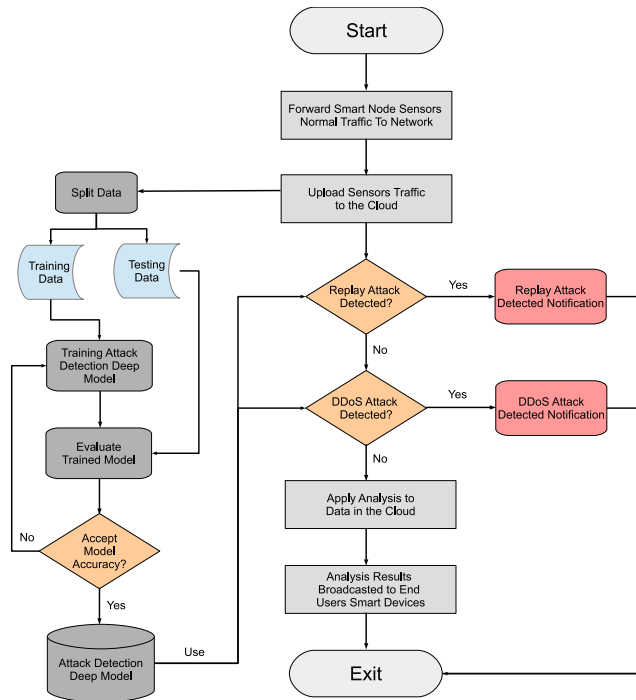 Start
Forward Smart Node Sensors
Normal Traffic To Network
Upload Sensors Traffic
to the Cloud
Split Data
Training
Data
Testing
Data
Replay Attack
Detected?
Yes
Replay Attack
Detected Notification
No
Training Attack
Detection Deep
Model
DDoS Attack
Detected?
Yes
DDoS Attack
Detected Notification
No
Evaluate
Trained Model
Apply Analysis to
Data in the Cloud
No
Accept
Model
Accuracy?
Yes
Analysis Results
Broadcasted to End
Users Smart Devices
Attack Detection
Deep Model
Use
Exit